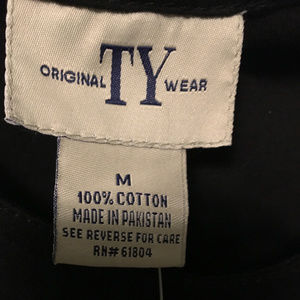 ORIGINAL TY WEAR
M
100% COTTON
MADE IN PAKISTAN
SEE REVERSE FOR CARE
RN# 61804